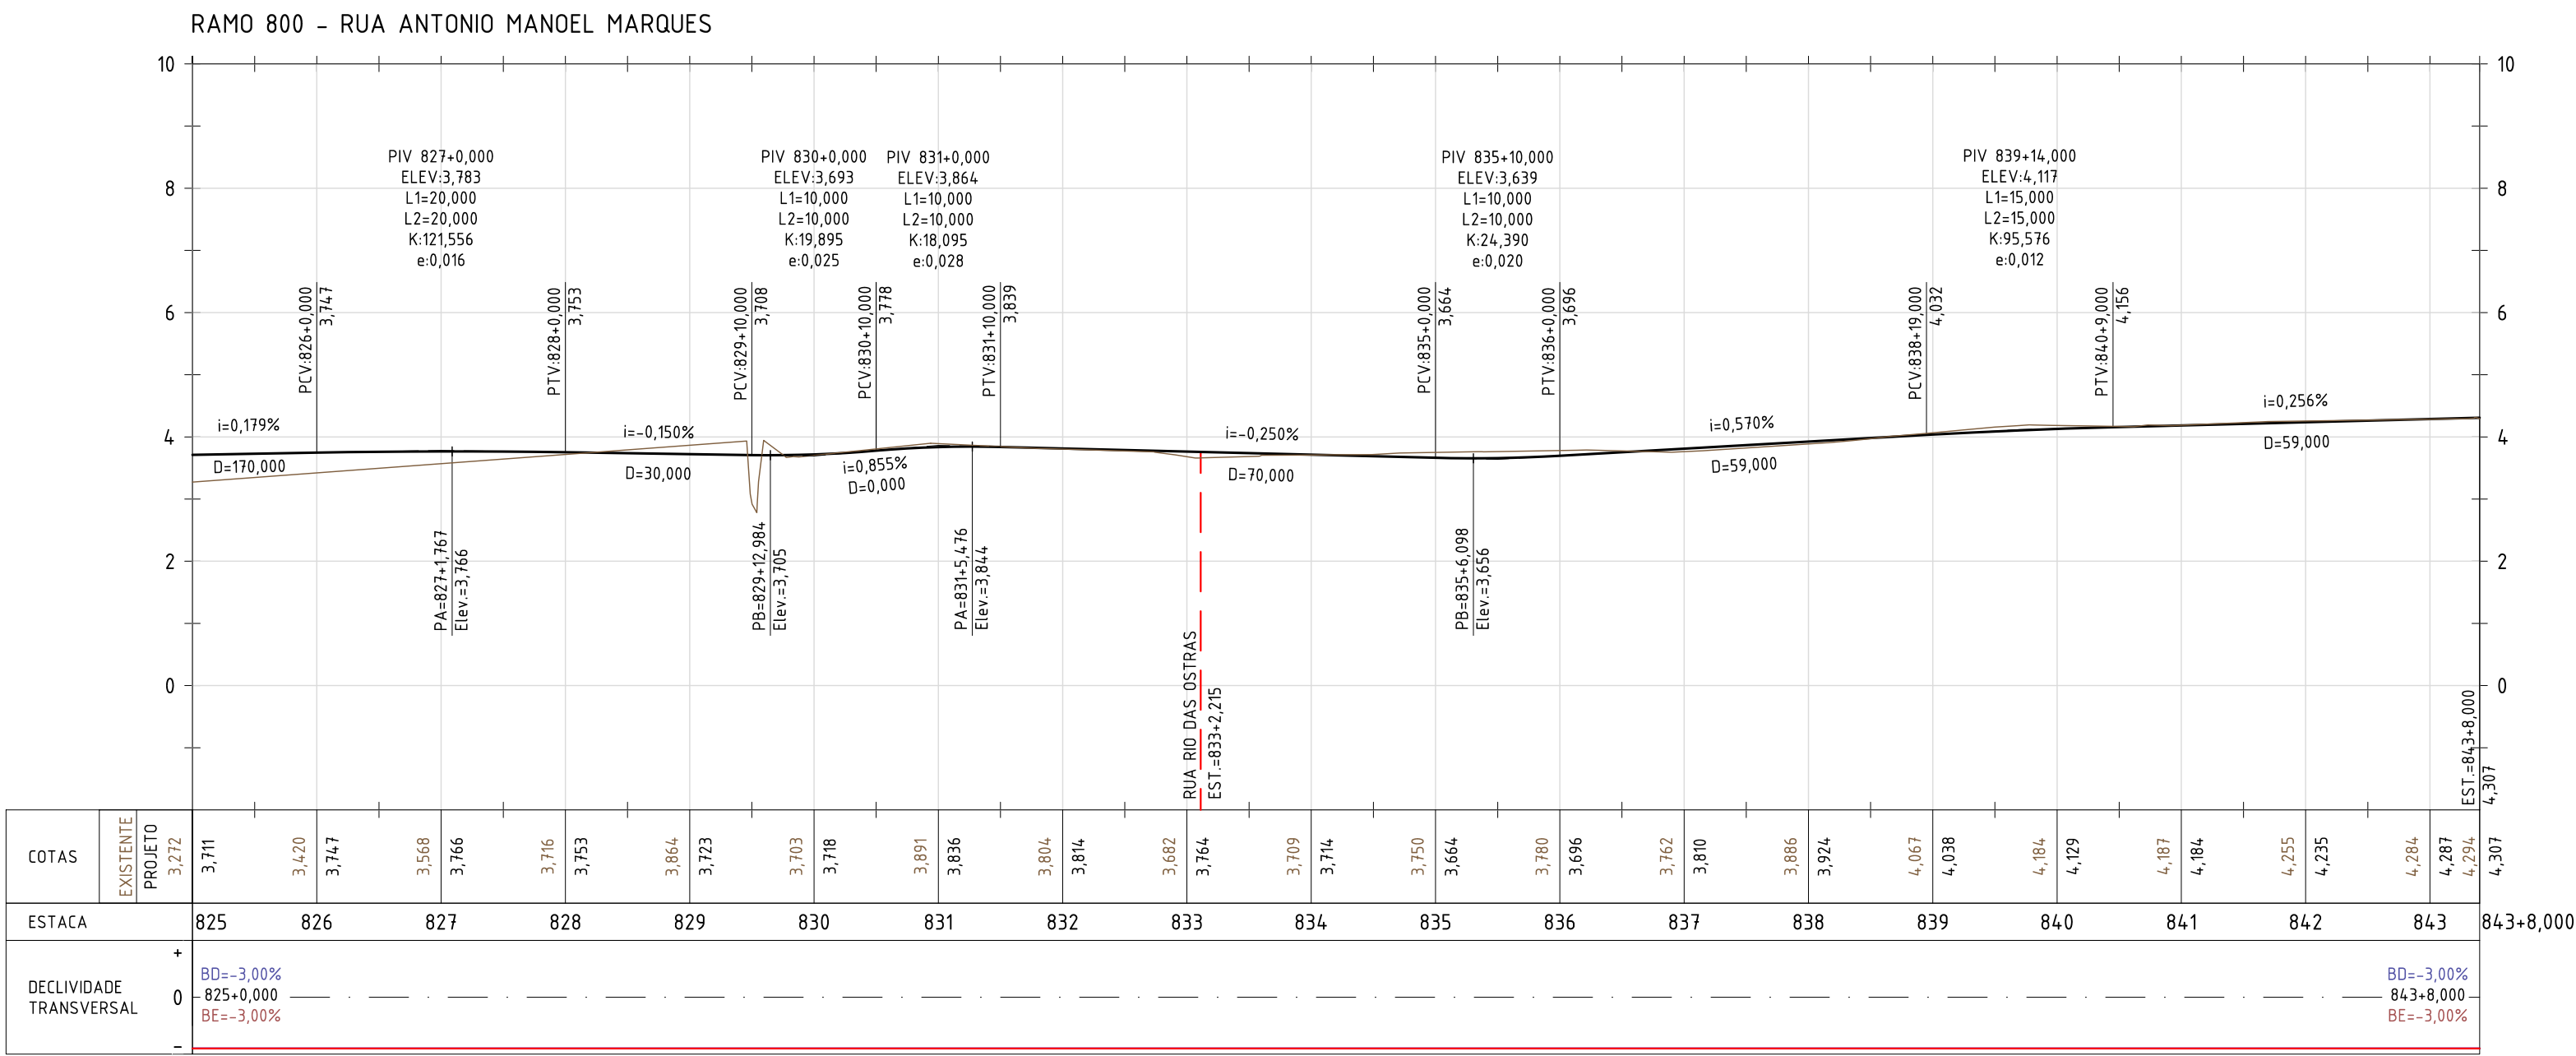 RAMO 800 - RUA ANTONIO MANOEL MARQUES
10
8
6
4
2
0
10
8
6
4
2
0
PIV 827+0,000
ELEV:3,783
L1=20,000
L2=20,000
K:121,556
e:0,016
PIV 830+0,000
ELEV:3,693
L1=10,000
L2=10,000
K:19,895
e:0,025
PIV 831+0,000
ELEV:3,864
L1=10,000
L2=10,000
K:18,095
e:0,028
PIV 835+10,000
ELEV:3,639
L1=10,000
L2=10,000
K:24,390
e:0,020
PIV 839+14,000
ELEV:4,117
L1=15,000
L2=15,000
K:95,576
e:0,012
PCV:826+0,000
3,747
PTV:828+0,000
3,753
PCV:829+10,000
3,708
PCV:830+10,000
3,778
PTV:831+10,000
3,839
PCV:835+0,000
3,664
PTV:836+0,000
3,696
PCV:838+19,000
4,032
PTV:840+9,000
4,156
i=0,179%
D=170,000
i=-0,150%
D=30,000
i=0,855%
D=0,000
i=-0,250%
D=70,000
i=0,570%
D=59,000
i=0,256%
D=59,000
PA=827+1,767
Elev.=3,766
PB=829+12,984
Elev.=3,705
PA=831+5,476
Elev.=3,844
PB=835+6,098
Elev.=3,656
RUA RIO DAS OSTRAS
EST.=833+2,215
EST.=843+8,000
4,307
COTAS
EXISTENTE
PROJETO
3,272
3,711
3,420
3,747
3,568
3,766
3,716
3,753
3,864
3,723
3,703
3,718
3,891
3,836
3,804
3,814
3,682
3,764
3,709
3,714
3,750
3,664
3,780
3,696
3,762
3,810
3,886
3,924
4,067
4,038
4,184
4,129
4,187
4,184
4,255
4,235
4,284
4,287
4,294
4,307
ESTACA
825 826 827 828 829 830 831 832 833 834 835 836 837 838 839 840 841 842 843 843+8,000
DECLIVIDADE
TRANSVERSAL
+
0
-
BD=-3,00%
825+0,000
BE=-3,00%
BD=-3,00%
843+8,000
BE=-3,00%